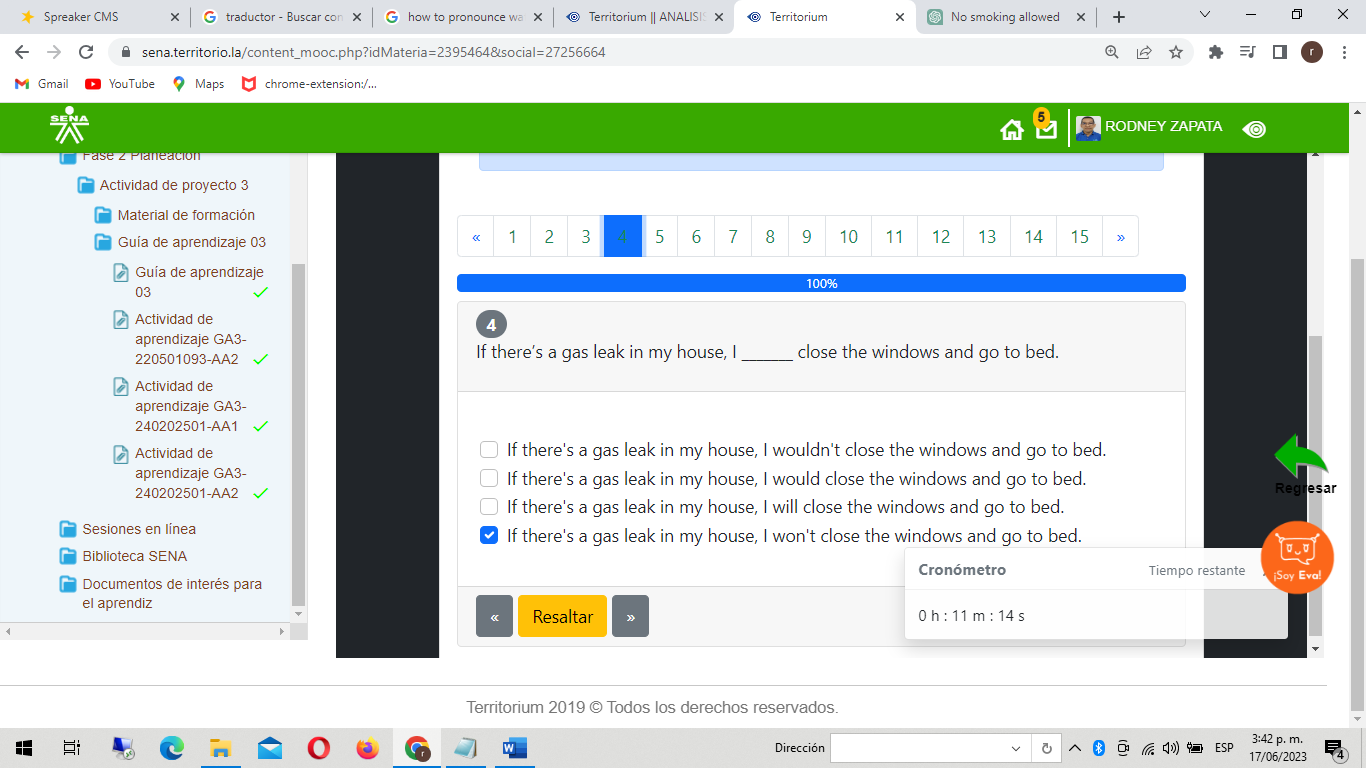 Spreaker CMS
traductor - Buscar con
how to pronounce wa
Territorium || ANALISIS
Territorium
No smoking allowed
sena.territorio.la/content_mooc.php?idMateria=2395464&social=27256664
r
Gmail
YouTube
Maps
chrome-extension:/...
SENA
5
RODNEY ZAPATA
Fase 2 Planeación
Actividad de proyecto 3
Material de formación
Guía de aprendizaje 03
Guía de aprendizaje
03
Actividad de
aprendizaje GA3-
220501093-AA2
Actividad de
aprendizaje GA3-
240202501-AA1
Actividad de
aprendizaje GA3-
240202501-AA2
Sesiones en línea
Biblioteca SENA
Documentos de interés para
el aprendiz
« 1 2 3 4 5 6 7 8 9 10 11 12 13 14 15 »
100%
4
If there’s a gas leak in my house, I _______ close the windows and go to bed.
If there's a gas leak in my house, I wouldn't close the windows and go to bed.
If there's a gas leak in my house, I would close the windows and go to bed.
If there's a gas leak in my house, I will close the windows and go to bed.
If there's a gas leak in my house, I won't close the windows and go to bed.
« Resaltar »
Cronómetro Tiempo restante
0 h : 11 m : 14 s
Regresar
¡Soy Eva!
Territorium 2019 © Todos los derechos reservados.
Dirección
ESP
3:42 p. m.
17/06/2023
4